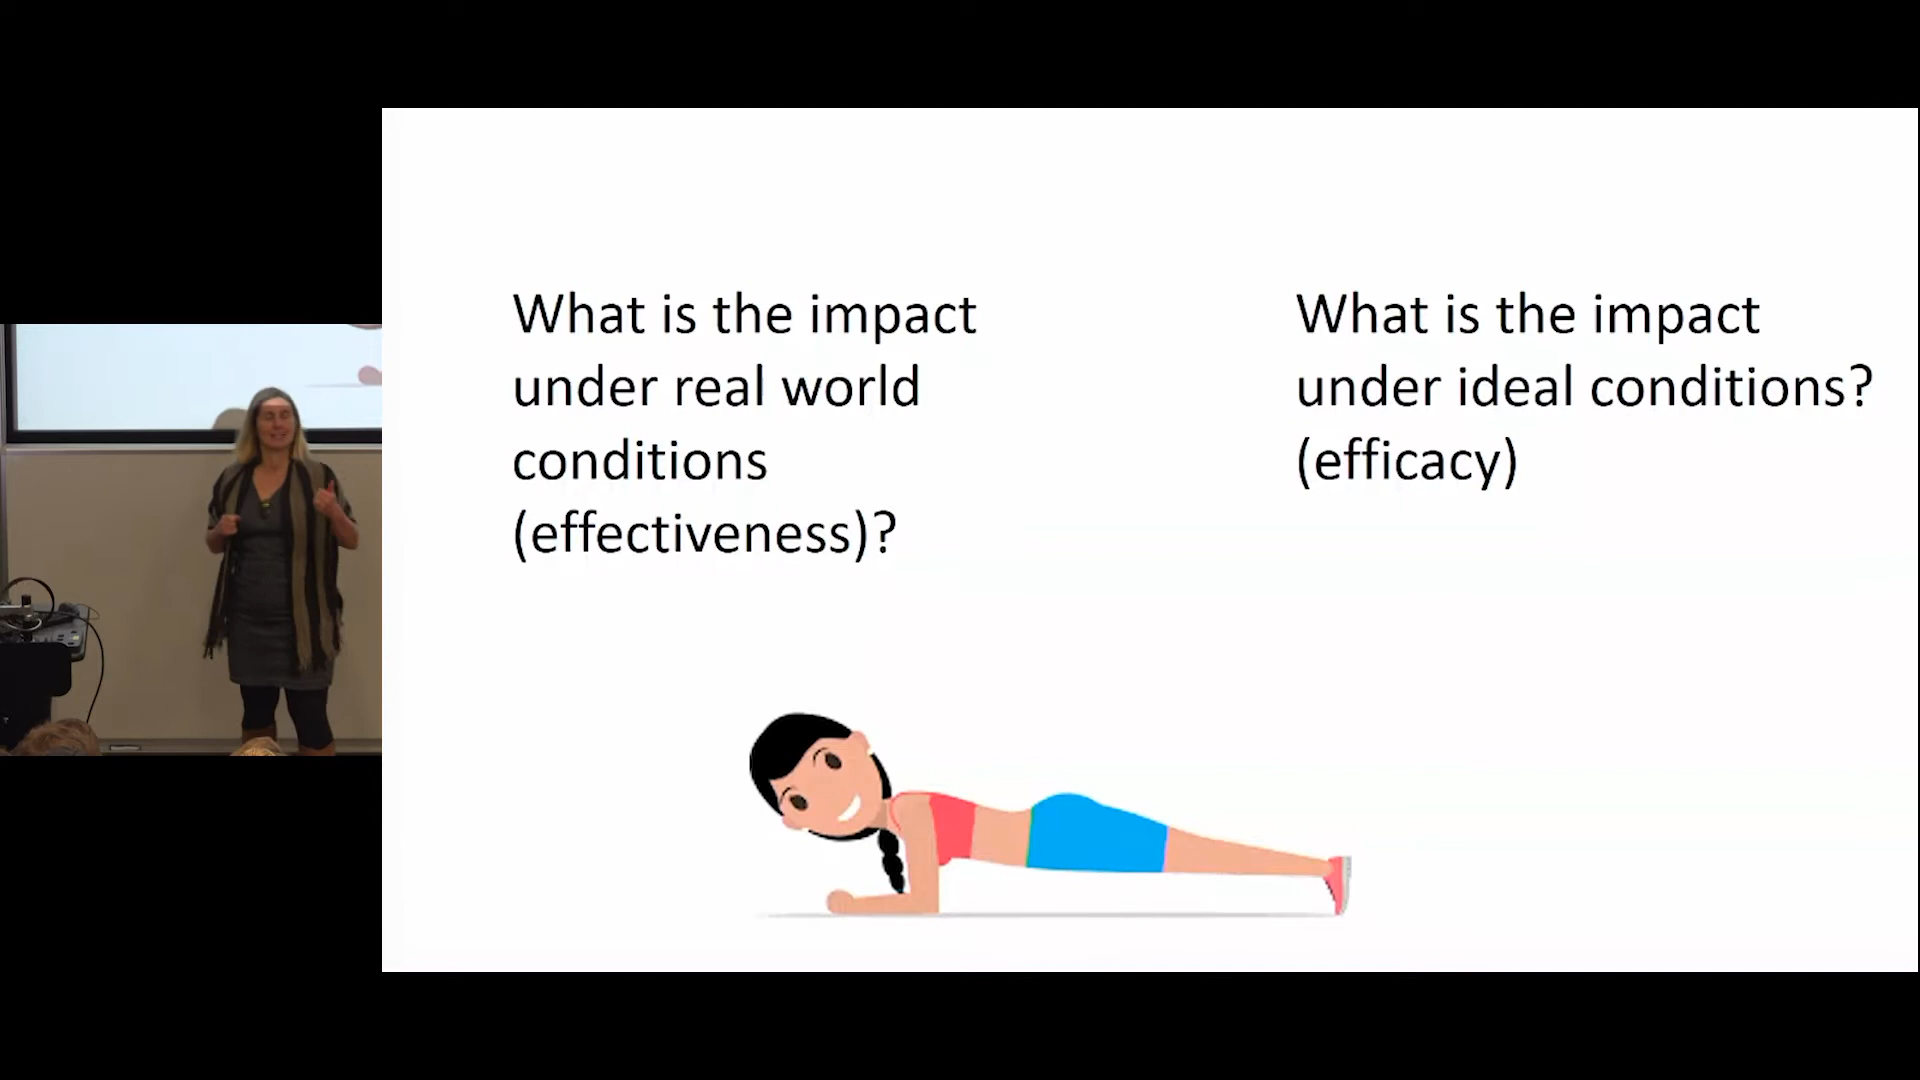 What is the impact
under real world
conditions
(effectiveness)?
What is the impact
under ideal conditions?
(efficacy)